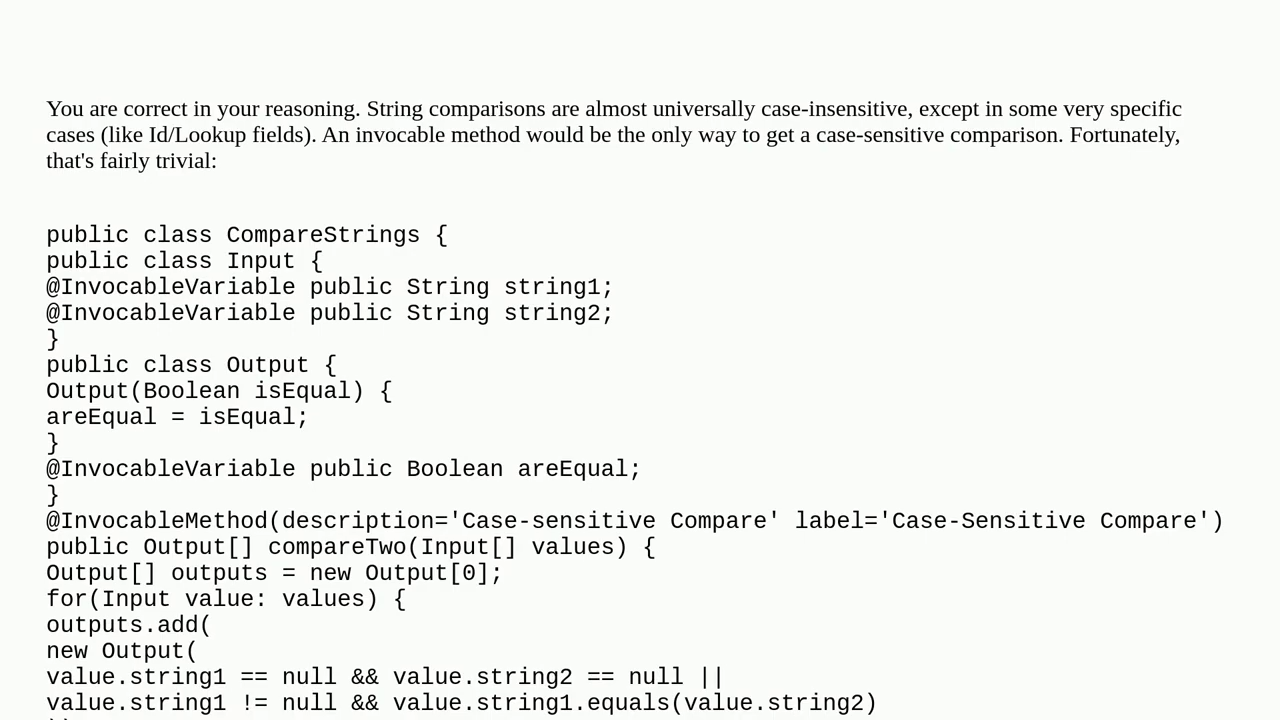 You are correct in your reasoning. String comparisons are almost universally case-insensitive, except in some very specific
cases (like Id/Lookup fields). An invocable method would be the only way to get a case-sensitive comparison. Fortunately,
that's fairly trivial:
public class CompareStrings {
public class Input {
@InvocableVariable public String string1;
@InvocableVariable public String string2;
}
public class Output {
Output(Boolean isEqual) {
areEqual = isEqual;
}
@InvocableVariable public Boolean areEqual;
}
@InvocableMethod(description='Case-sensitive Compare' label='Case-Sensitive Compare')
public Output[] compareTwo(Input[] values) {
Output[] outputs = new Output[0];
for(Input value: values) {
outputs.add(
new Output(
value.string1 == null && value.string2 == null ||
value.string1 != null && value.string1.equals(value.string2)